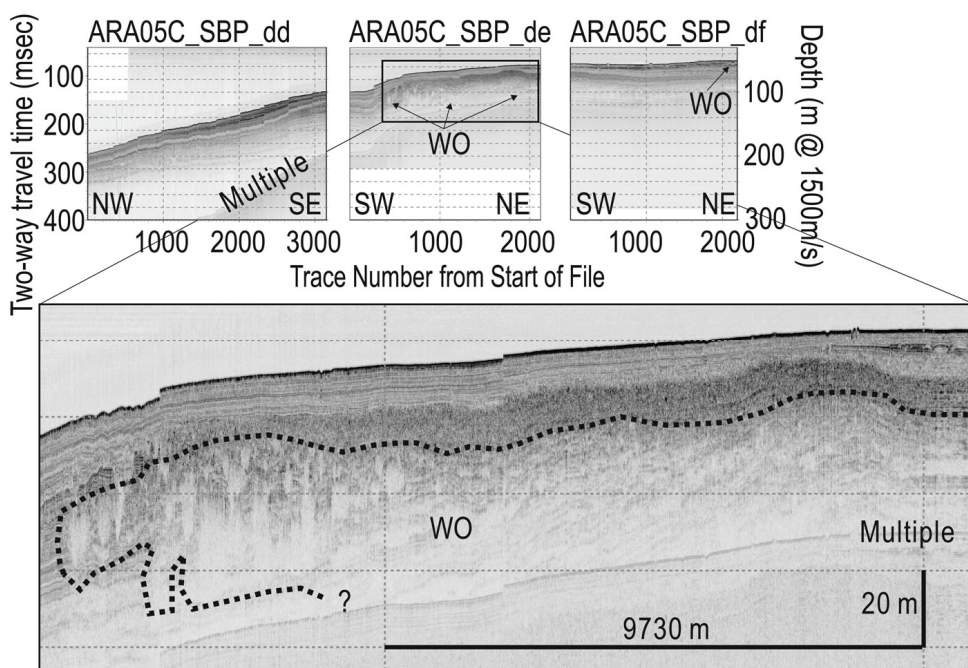 ARA05C_SBP_dd
ARA05C_SBP_de
ARA05C_SBP_df
Two-way travel time (msec)
100
200
300
400
Multiple
NW
SE
WO
SW
NE
WO
SW
NE
100
200
300
Depth (m @ 1500m/s)
1000
2000
3000
1000
2000
1000
2000
Trace Number from Start of File
WO
Multiple
?
20 m
9730 m